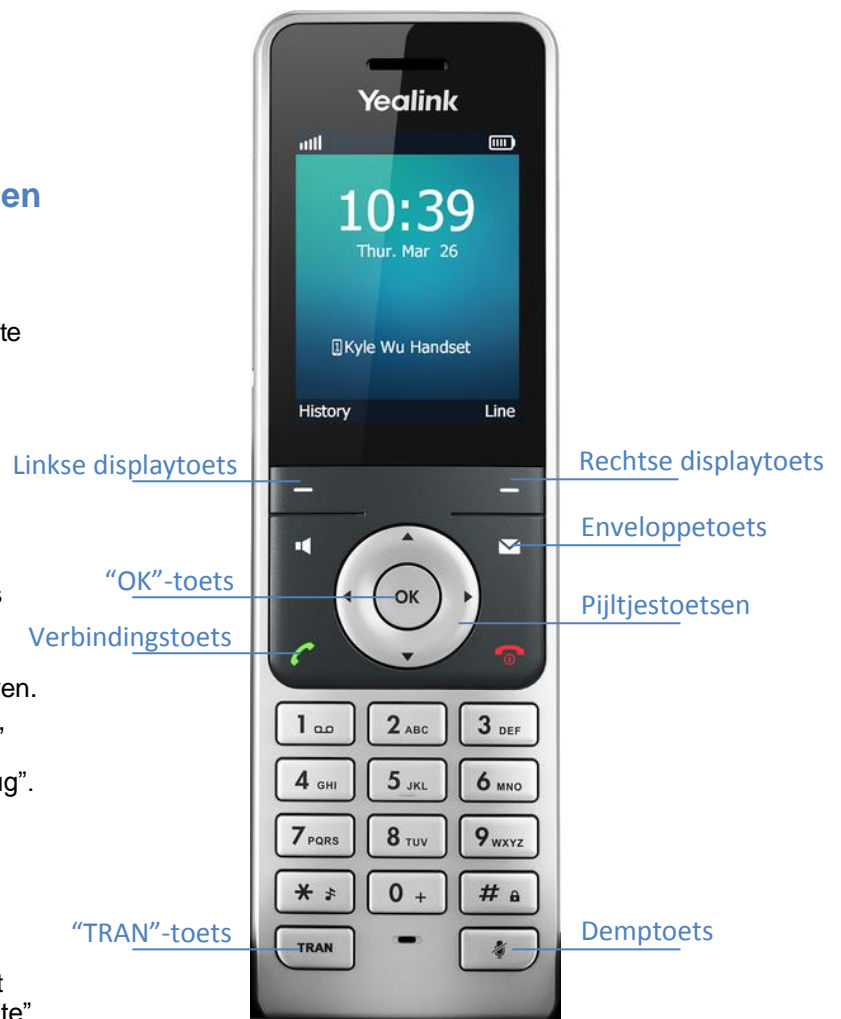 Yealink
en
10:39
Thur. Mar 26
te
1 Kyle Wu Handset
History Line
Linkse displaytoets
Rechtse displaytoets
Enveloppetoets
"OK"-toets
s
OK
Pijltjestoetsen
Verbindingstoets
en.
1 2 ABC 3 DEF
"
ug".
4 GHI 5 JKL 6 MNO
7 PQRS 8 TUV 9 WXYZ
* 0 + #
"TRAN"-toets
TRAN
Demptoets
t
te"